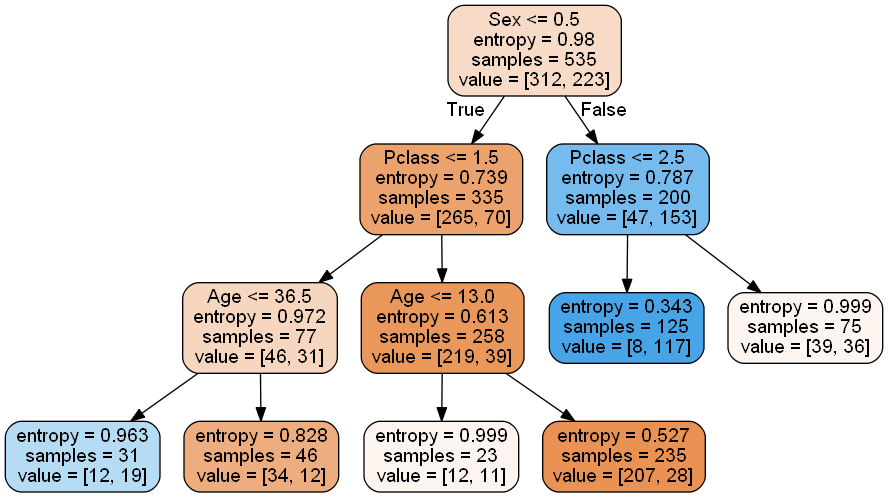 Sex <= 0.5
entropy = 0.98
samples = 535
value = [312, 223]
True
False
Pclass <= 1.5
entropy = 0.739
samples = 335
value = [265, 70]
Pclass <= 2.5
entropy = 0.787
samples = 200
value = [47, 153]
Age <= 36.5
entropy = 0.972
samples = 77
value = [46, 31]
Age <= 13.0
entropy = 0.613
samples = 258
value = [219, 39]
entropy = 0.343
samples = 125
value = [8, 117]
entropy = 0.999
samples = 75
value = [39, 36]
entropy = 0.963
samples = 31
value = [12, 19]
entropy = 0.828
samples = 46
value = [34, 12]
entropy = 0.999
samples = 23
value = [12, 11]
entropy = 0.527
samples = 235
value = [207, 28]